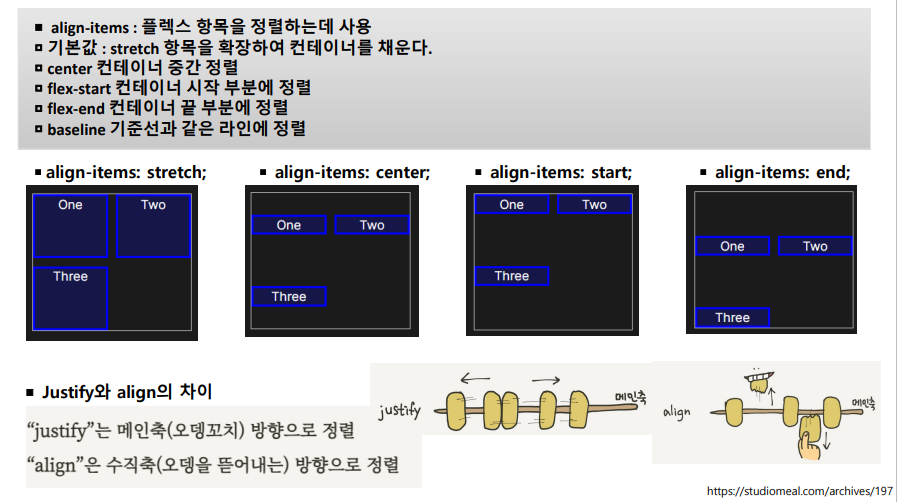 ▪ align-items : 플렉스 항목을 정렬하는데 사용
▫ 기본값 : stretch 항목을 확장하여 컨테이너를 채운다.
▫ center 컨테이너 중간 정렬
▫ flex-start 컨테이너 시작 부분에 정렬
▫ flex-end 컨테이너 끝 부분에 정렬
▫ baseline 기준선과 같은 라인에 정렬
▪ align-items: stretch;
One Two
Three
▪ align-items: center;
One Two
Three
▪ align-items: start;
One Two
Three
▪ align-items: end;
One Two
Three
▪ Justify와 align의 차이
“justify”는 메인축(오뎅꼬치) 방향으로 정렬
“align”은 수직축(오뎅을 뜯어내는) 방향으로 정렬
justify
메인축
align
메인축
https://studiomeal.com/archives/197